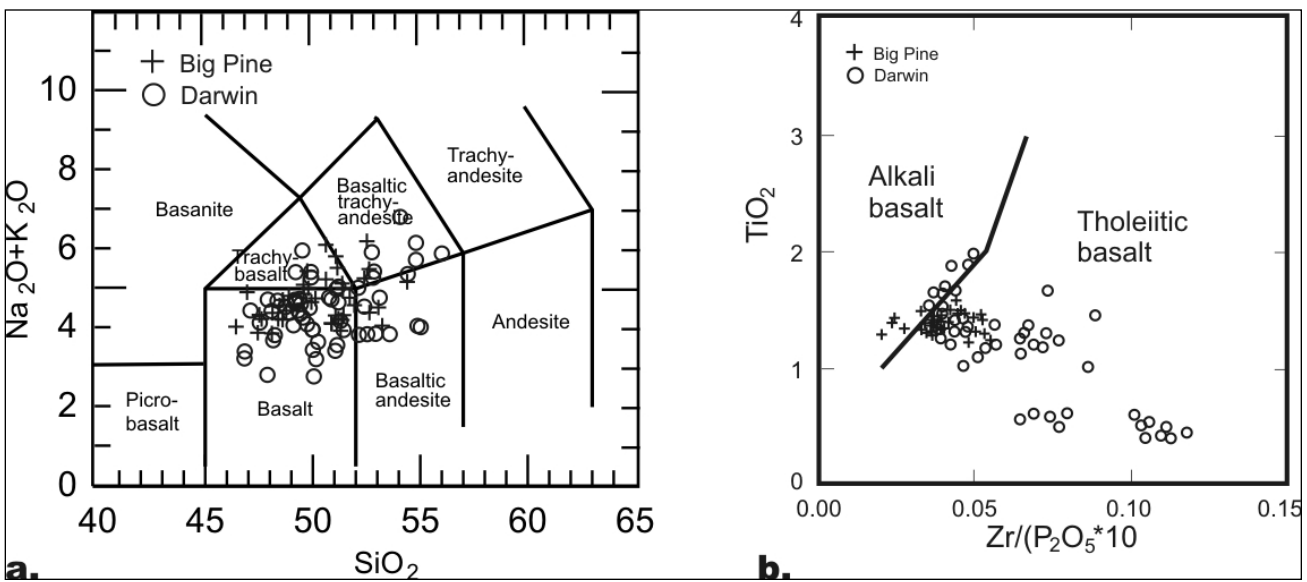 Big Pine
Darwin
10
8
6
4
2
0
Na₂O+K₂O
Trachy-
andesite
Basaltic
trachy-
andesite
Basanite
Trachy-
basalt
Andesite
Basaltic
andesite
Picro-
basalt
Basalt
40
45
50
55
60
65
SiO₂
a.
4
3
2
1
0
TiO₂
Big Pine
Darwin
Alkali
basalt
Tholeiitic
basalt
0.00
0.05
0.10
0.15
Zr/(P₂O₅*10
b.